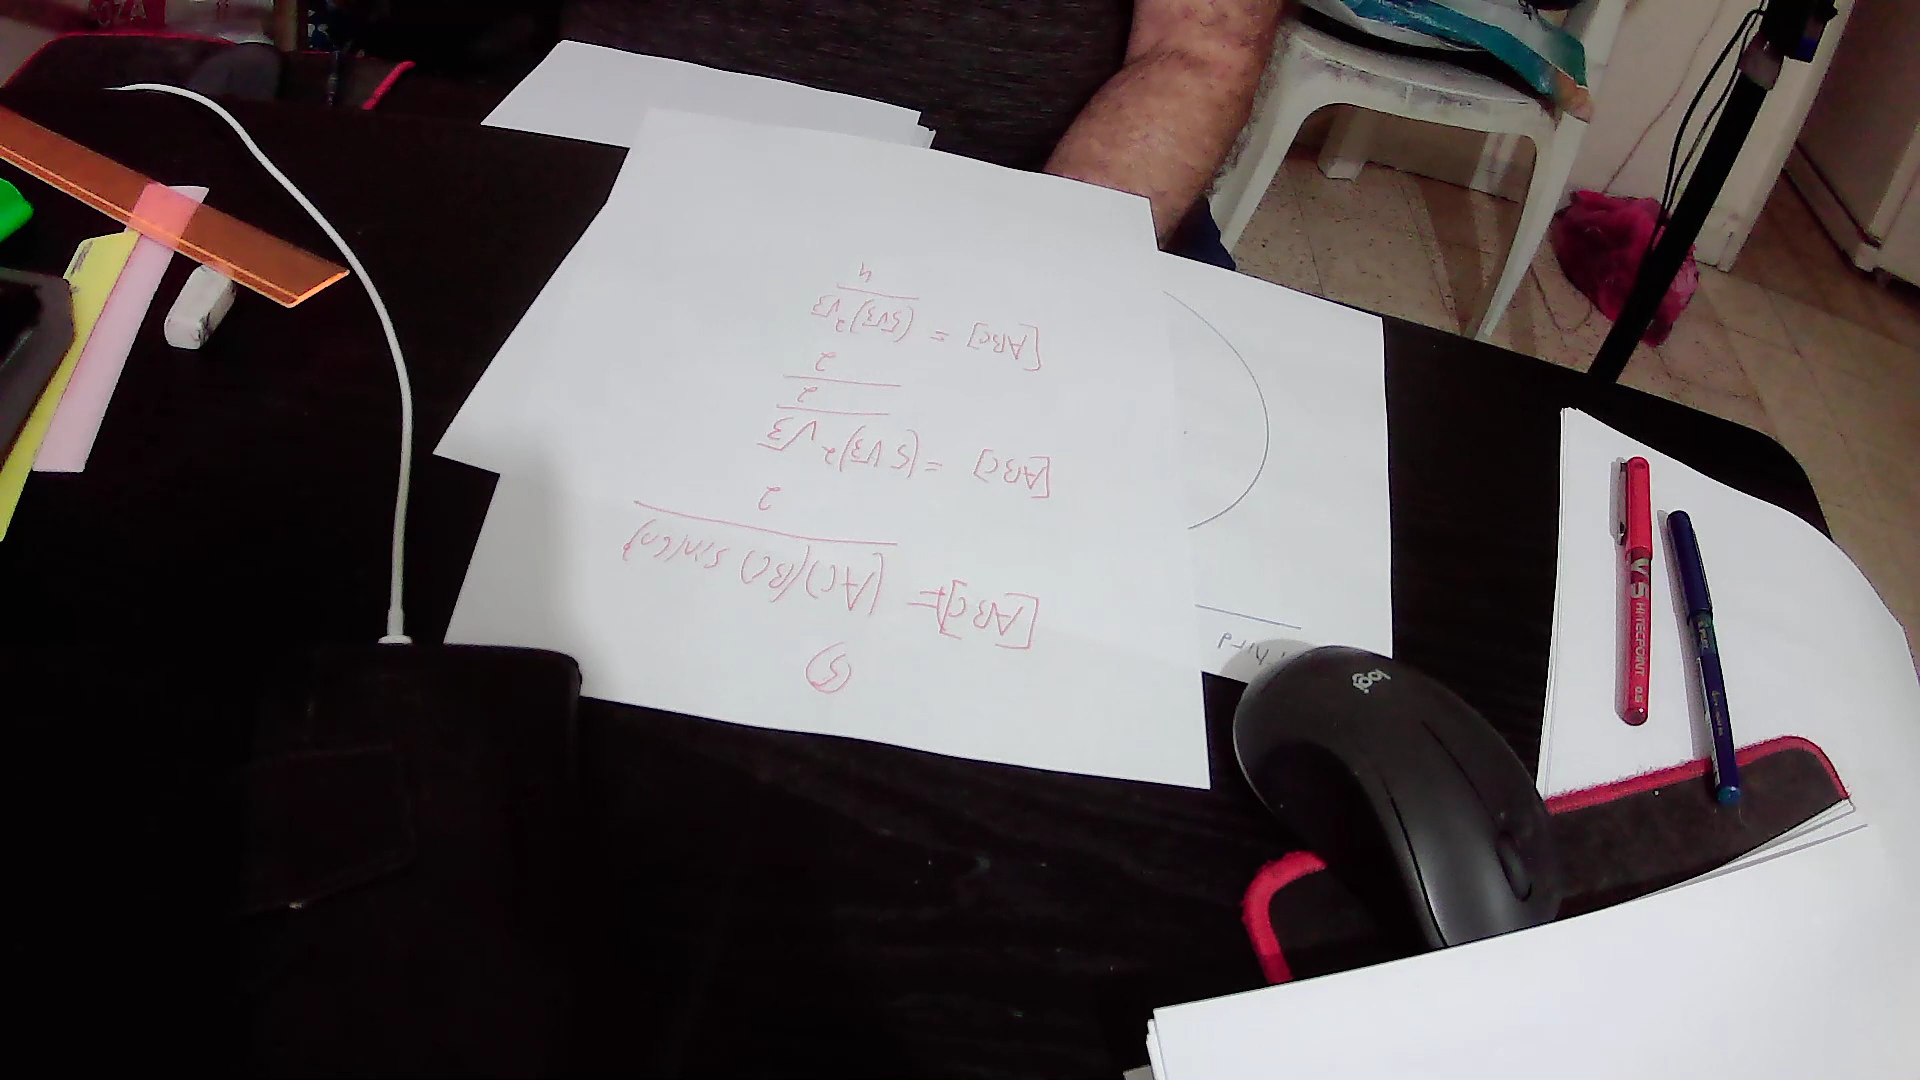 (5)
[ABC] = (AC)(BC) sin(60°)
2
[ABC] = (5√3)² √3
2
2
[ABC] = (5√3)² √3
4
logi
V5 HI-TECPOINT 0.5